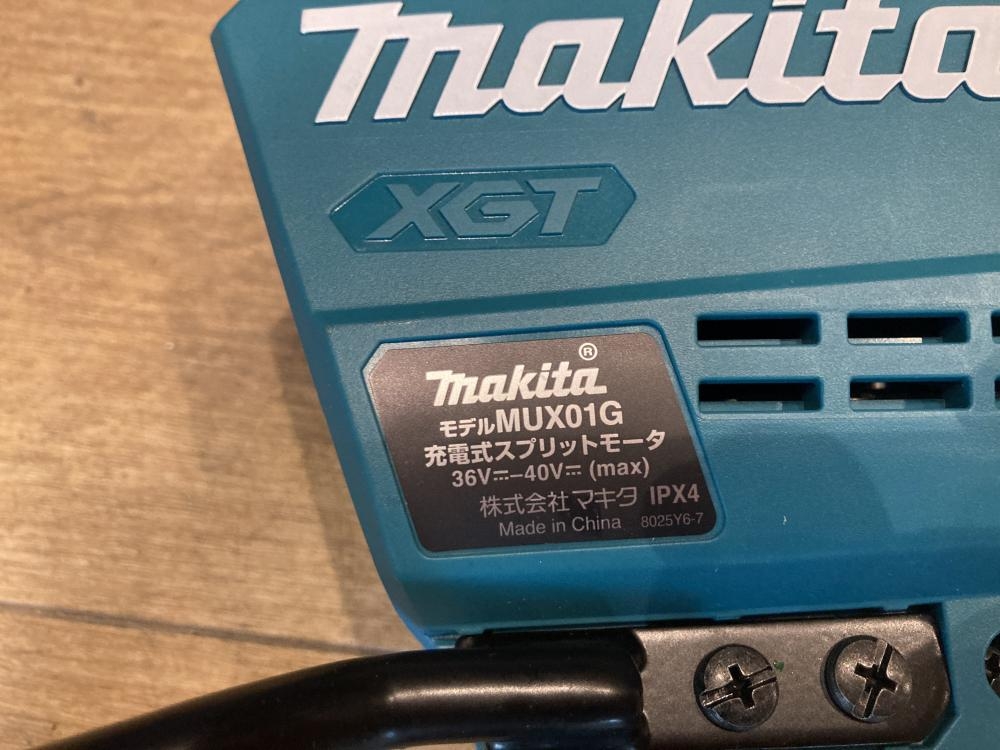 makita
XGT
makita®
モデルMUX01G
充電式スプリットモータ
36V⎓–40V⎓ (max)
株式会社マキタ IPX4
Made in China 8025Y6-7